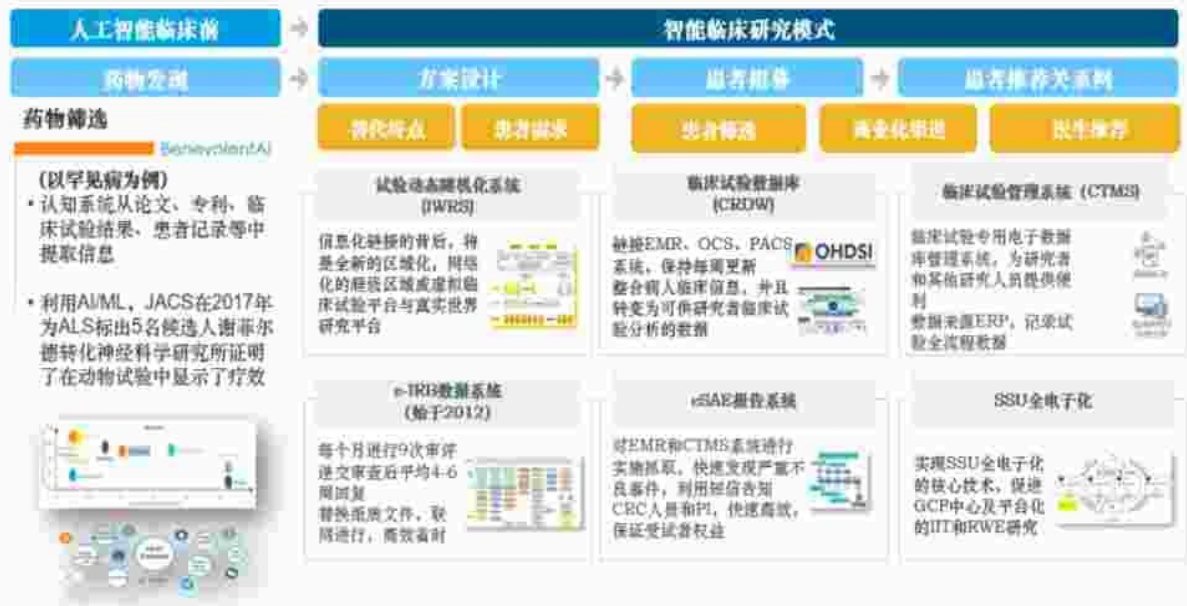 人工智能临床前
智能临床研究模式
药物发现
方案设计
患者招募
患者推荐关系网
药物筛选
替代终点
患者需求
患者筛选
商业化渠道
医生推荐
BenevolentAI
(以罕见病为例)
• 认知系统从论文、专利、临
床试验结果、患者记录等中
提取信息
• 利用AI/ML，JACS在2017年
为ALS标出5名候选人谢菲尔
德转化神经科学研究所证明
了在动物试验中显示了疗效
试验动态随机化系统
(IWRS)
信息化链接的背后，将
是全新的区域化，网络
化的继续区域或虚拟临
床试验平台与真实世界
研究平台
临床试验数据库
(CRDW)
链接EMR、OCS、PACS
系统，保持每周更新
整合病人临床信息，并且
转变为可供研究者临床试
验分析的数据
OHDSI
临床试验管理系统（CTMS)
临床试验专用电子数据
库管理系统，为研究者
和其他研究人员提供便
利
数据来源ERP，记录试
验全流程数据
e-IRB数据系统
(始于2012)
每个月进行9次审评
递交审查后平均4-6
周回复
替换纸质文件，联
网进行，高效省时
eSAE报告系统
对EMR和CTMS系统进行
实施抓取，快速发现严重不
良事件，利用短信告知
CRC人员和PI，快速高效，
保证受试者权益
SSU全电子化
实现SSU全电子化
的核心技术，促进
GCP中心及平台化
的IIT和RWE研究